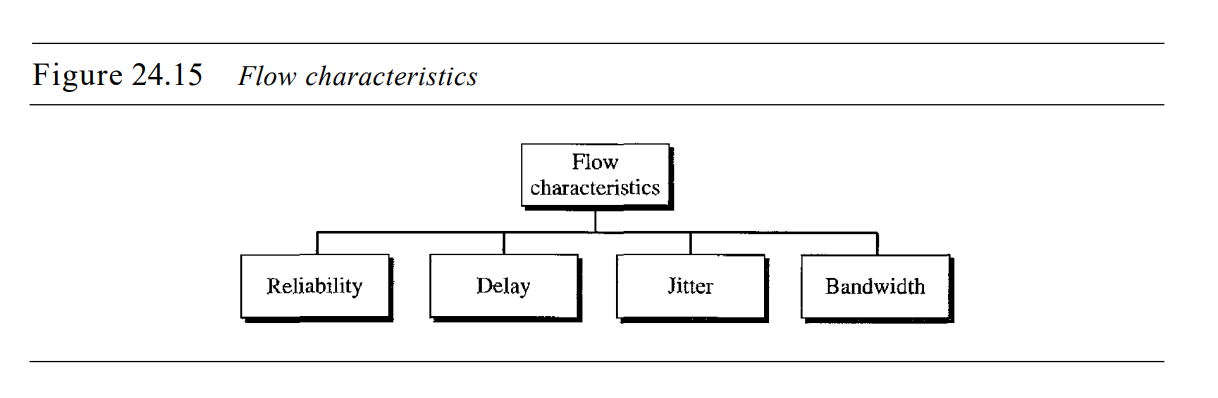 Figure 24.15 Flow characteristics
Flow
characteristics
Reliability
Delay
Jitter
Bandwidth